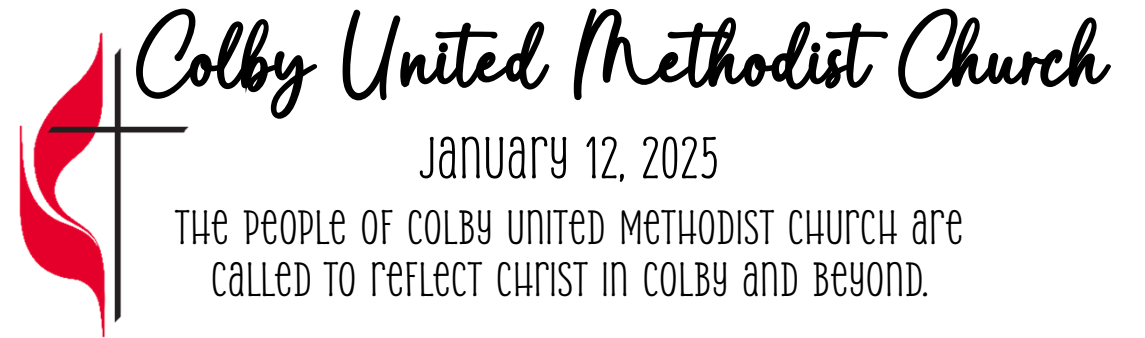 Colby United Methodist Church
January 12, 2025
The people of Colby United Methodist Church are
called to reflect Christ in Colby and beyond.